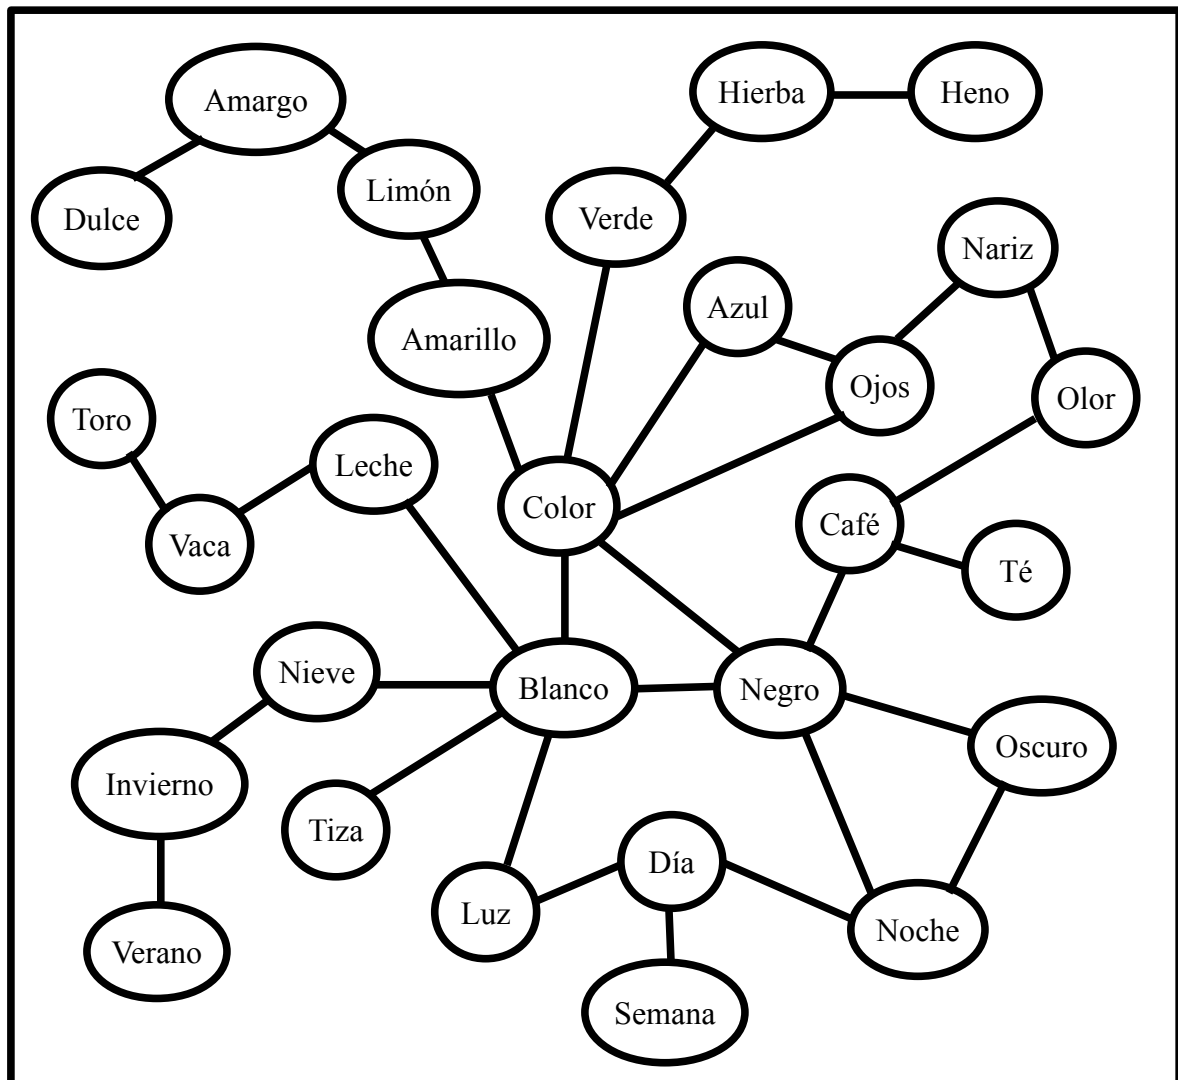 Amargo
Hierba
Heno
Limón
Dulce
Verde
Nariz
Azul
Amarillo
Ojos
Olor
Toro
Leche
Color
Café
Vaca
Té
Nieve
Blanco
Negro
Oscuro
Invierno
Tiza
Día
Luz
Noche
Verano
Semana